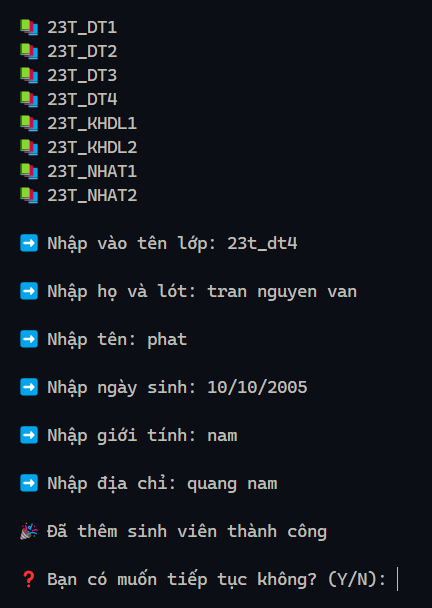 23T_DT1
23T_DT2
23T_DT3
23T_DT4
23T_KHDL1
23T_KHDL2
23T_NHAT1
23T_NHAT2
➡️ Nhập vào tên lớp: 23t_dt4
➡️ Nhập họ và lót: tran nguyen van
➡️ Nhập tên: phat
➡️ Nhập ngày sinh: 10/10/2005
➡️ Nhập giới tính: nam
➡️ Nhập địa chỉ: quang nam
🎉 Đã thêm sinh viên thành công
❓ Bạn có muốn tiếp tục không? (Y/N):